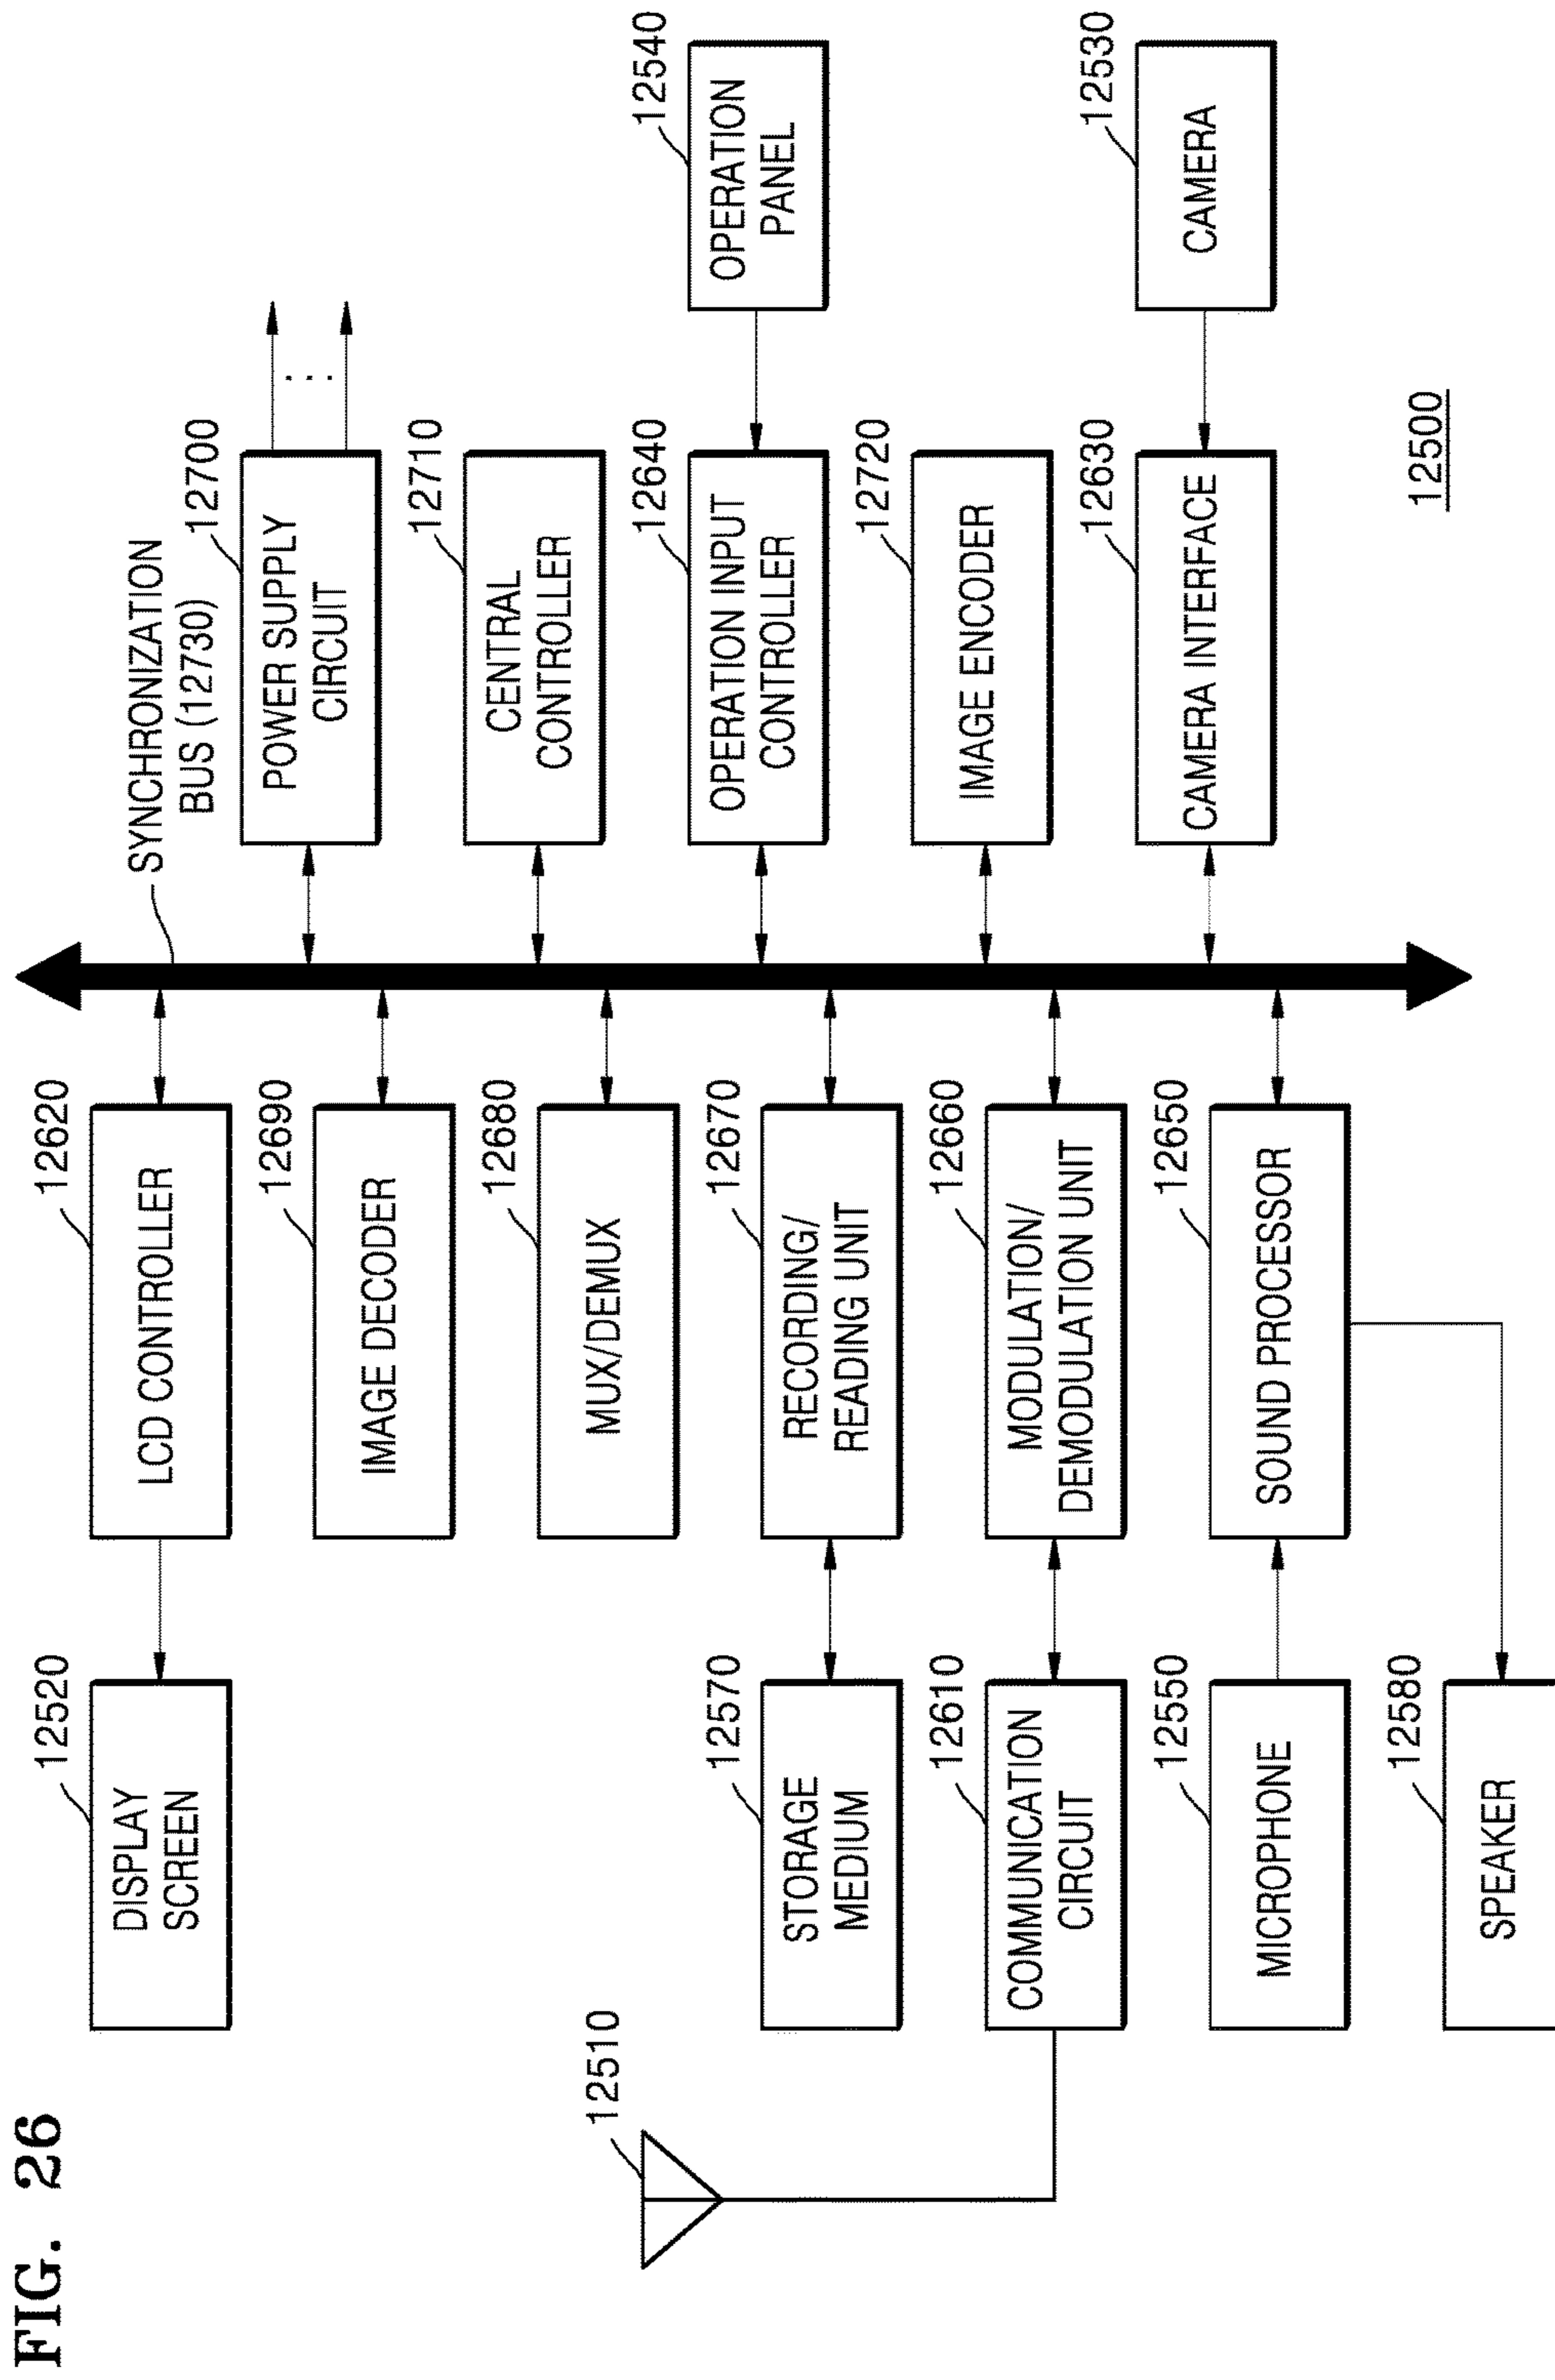 FIG. 26
12510
12520
DISPLAY
SCREEN
12620
LCD CONTROLLER
12690
IMAGE DECODER
12680
MUX/DEMUX
12570
STORAGE
MEDIUM
12670
RECORDING/
READING UNIT
12610
COMMUNICATION
CIRCUIT
12660
MODULATION/
DEMODULATION UNIT
12550
MICROPHONE
12650
SOUND PROCESSOR
12580
SPEAKER
SYNCHRONIZATION
BUS (12730)
12700
POWER SUPPLY
CIRCUIT
...
12710
CENTRAL
CONTROLLER
12640
OPERATION INPUT
CONTROLLER
12540
OPERATION
PANEL
12720
IMAGE ENCODER
12630
CAMERA INTERFACE
12530
CAMERA
12500